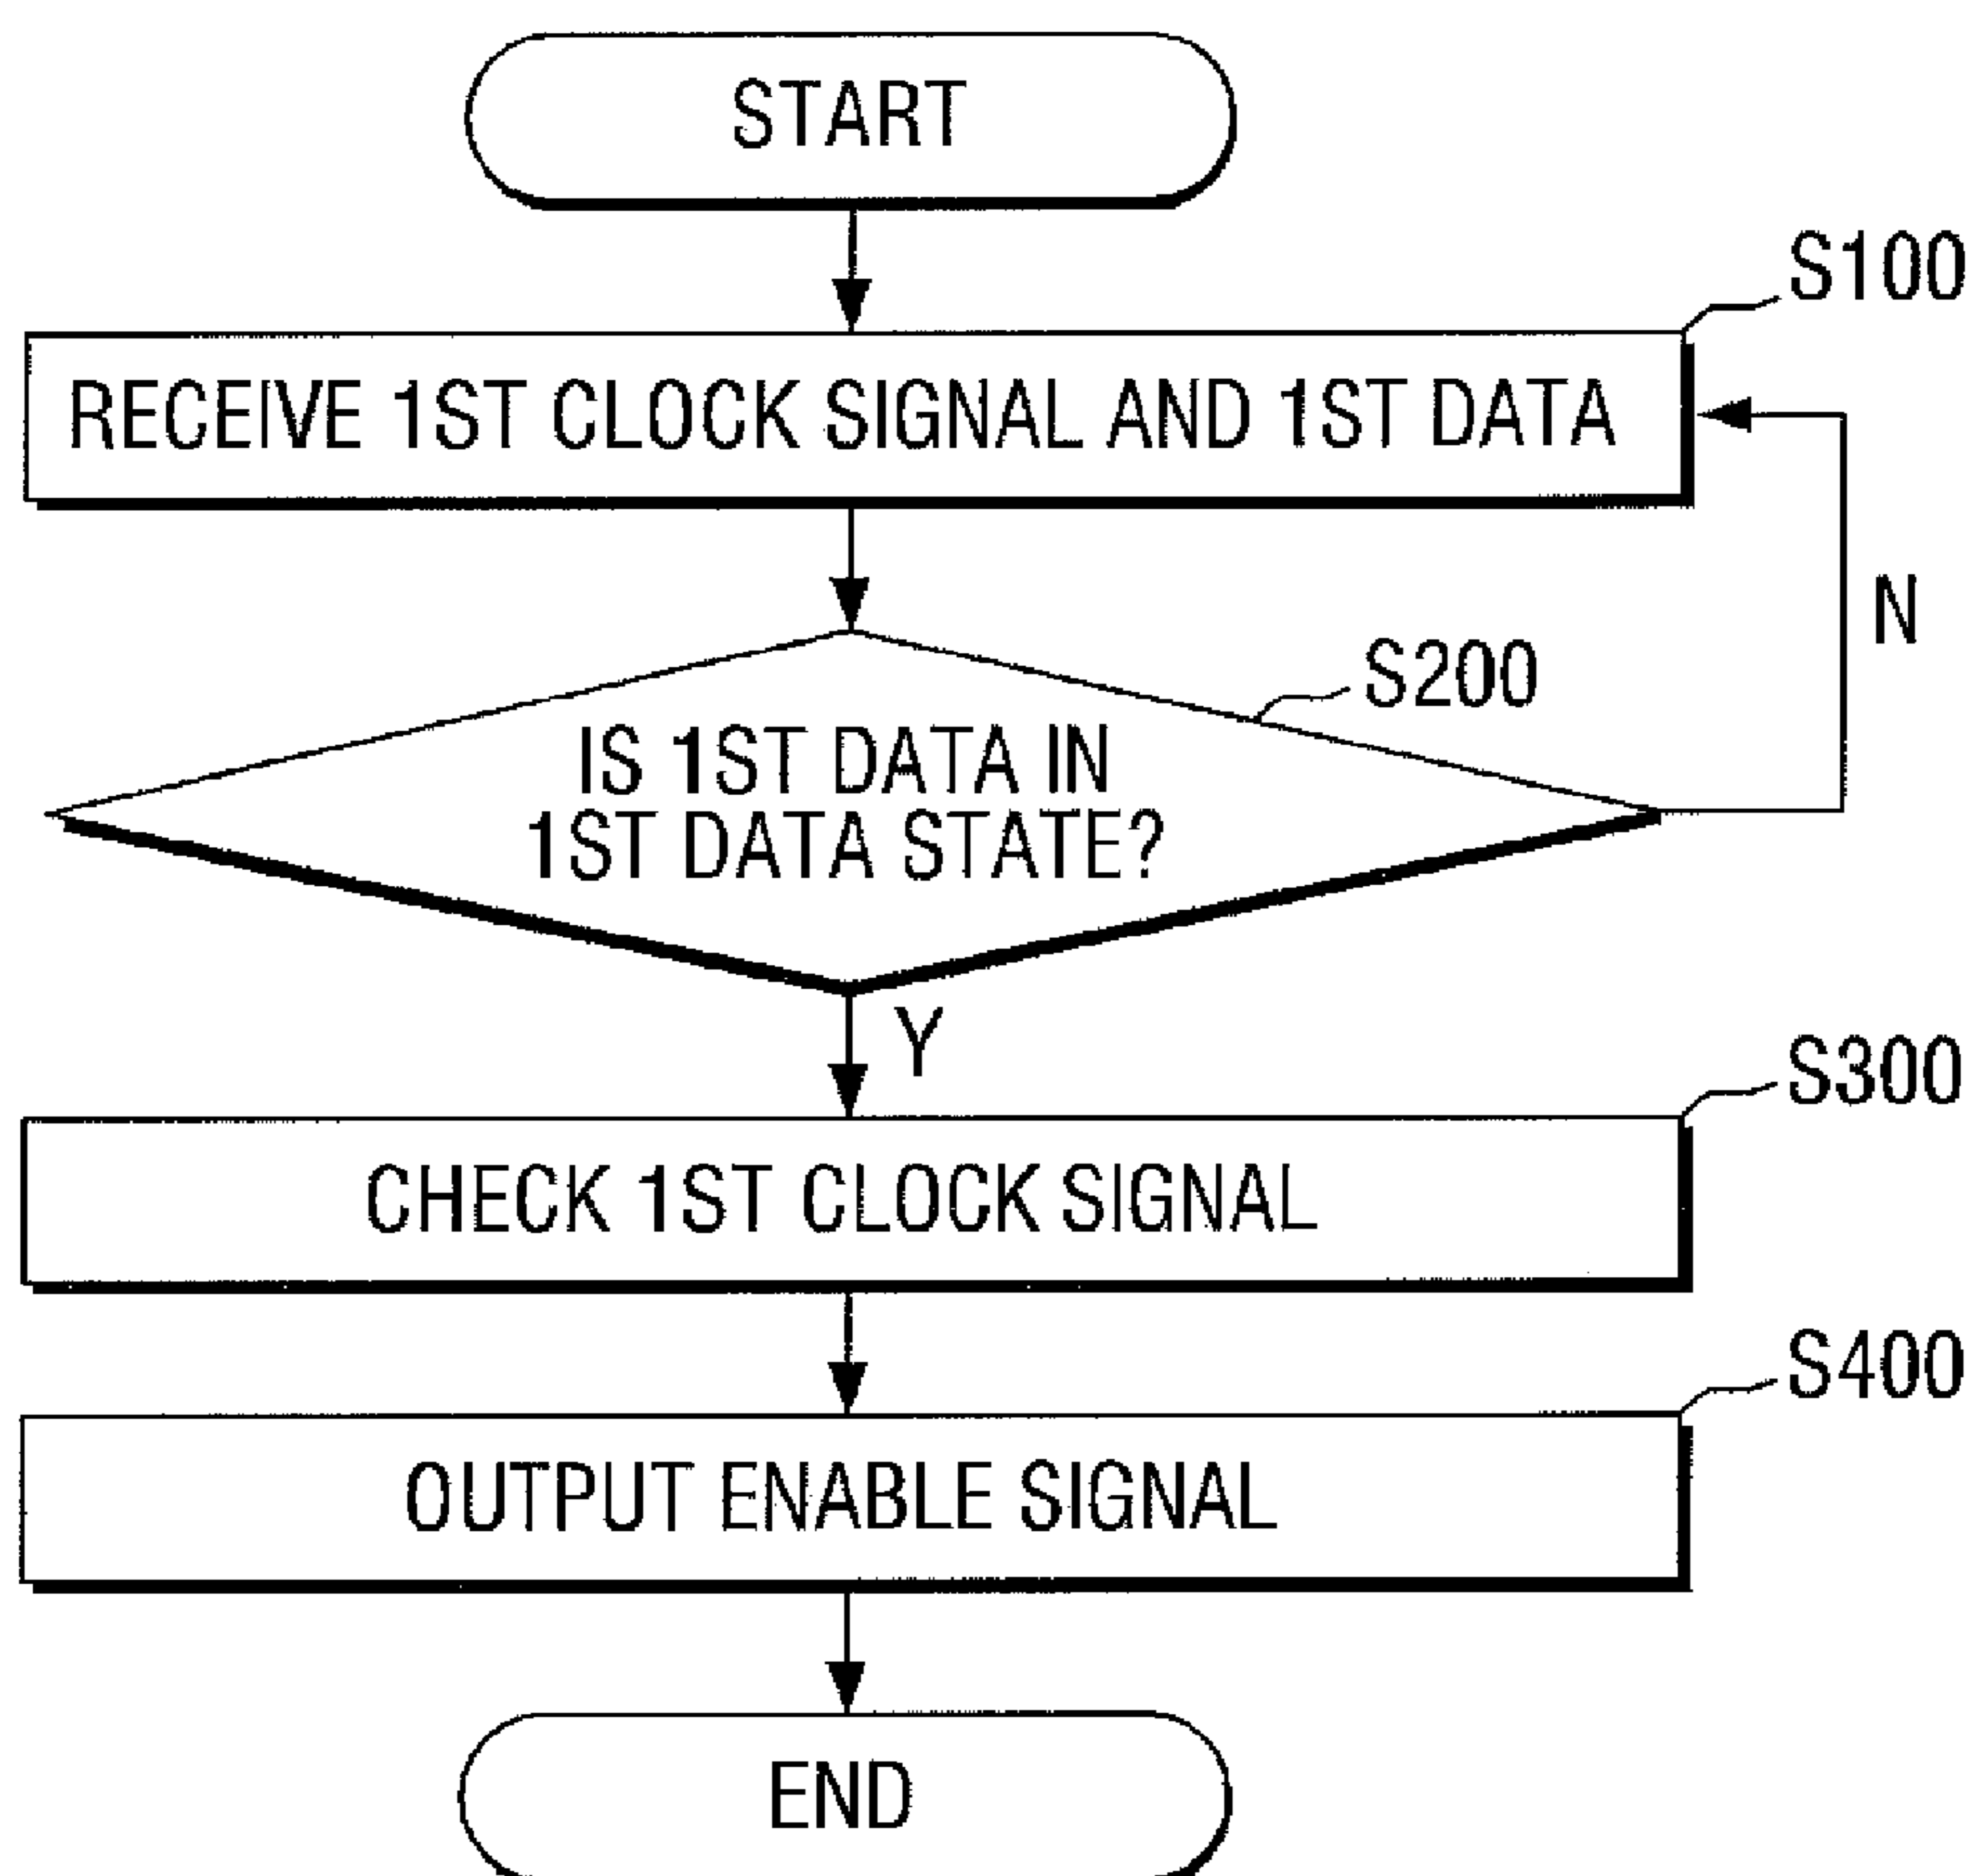 START
S100
RECEIVE 1ST CLOCK SIGNAL AND 1ST DATA
N
S200
IS 1ST DATA IN
1ST DATA STATE?
Y
S300
CHECK 1ST CLOCK SIGNAL
S400
OUTPUT ENABLE SIGNAL
END